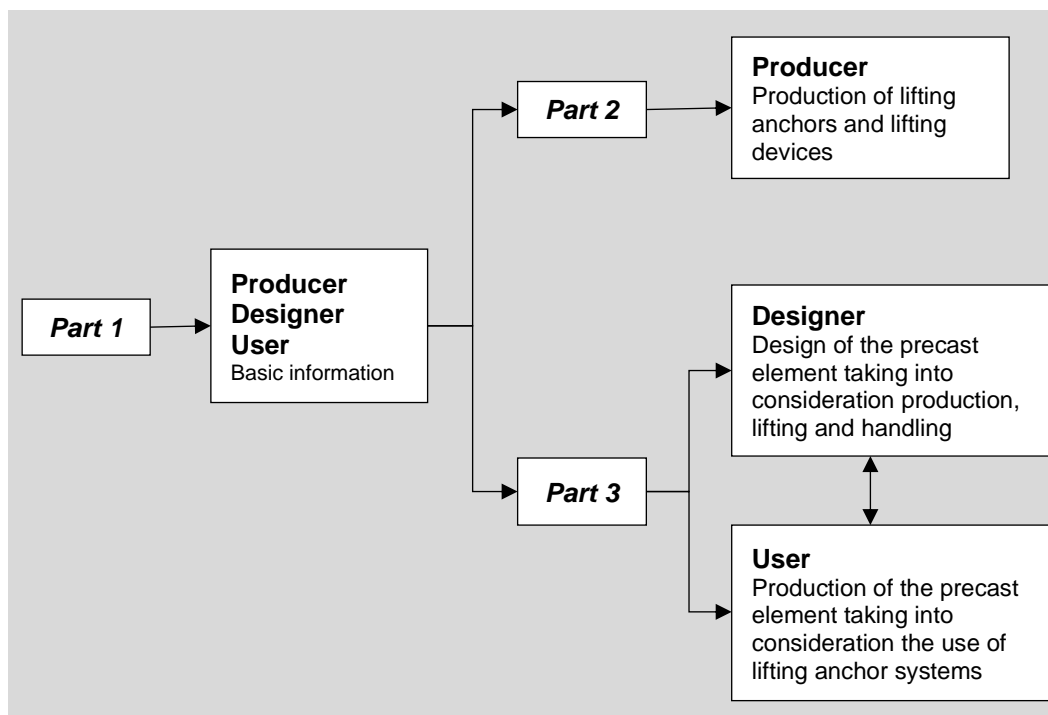 Part 1
Producer
Designer
User
Basic information
Part 2
Producer
Production of lifting
anchors and lifting
devices
Part 3
Designer
Design of the precast
element taking into
consideration production,
lifting and handling
User
Production of the precast
element taking into
consideration the use of
lifting anchor systems